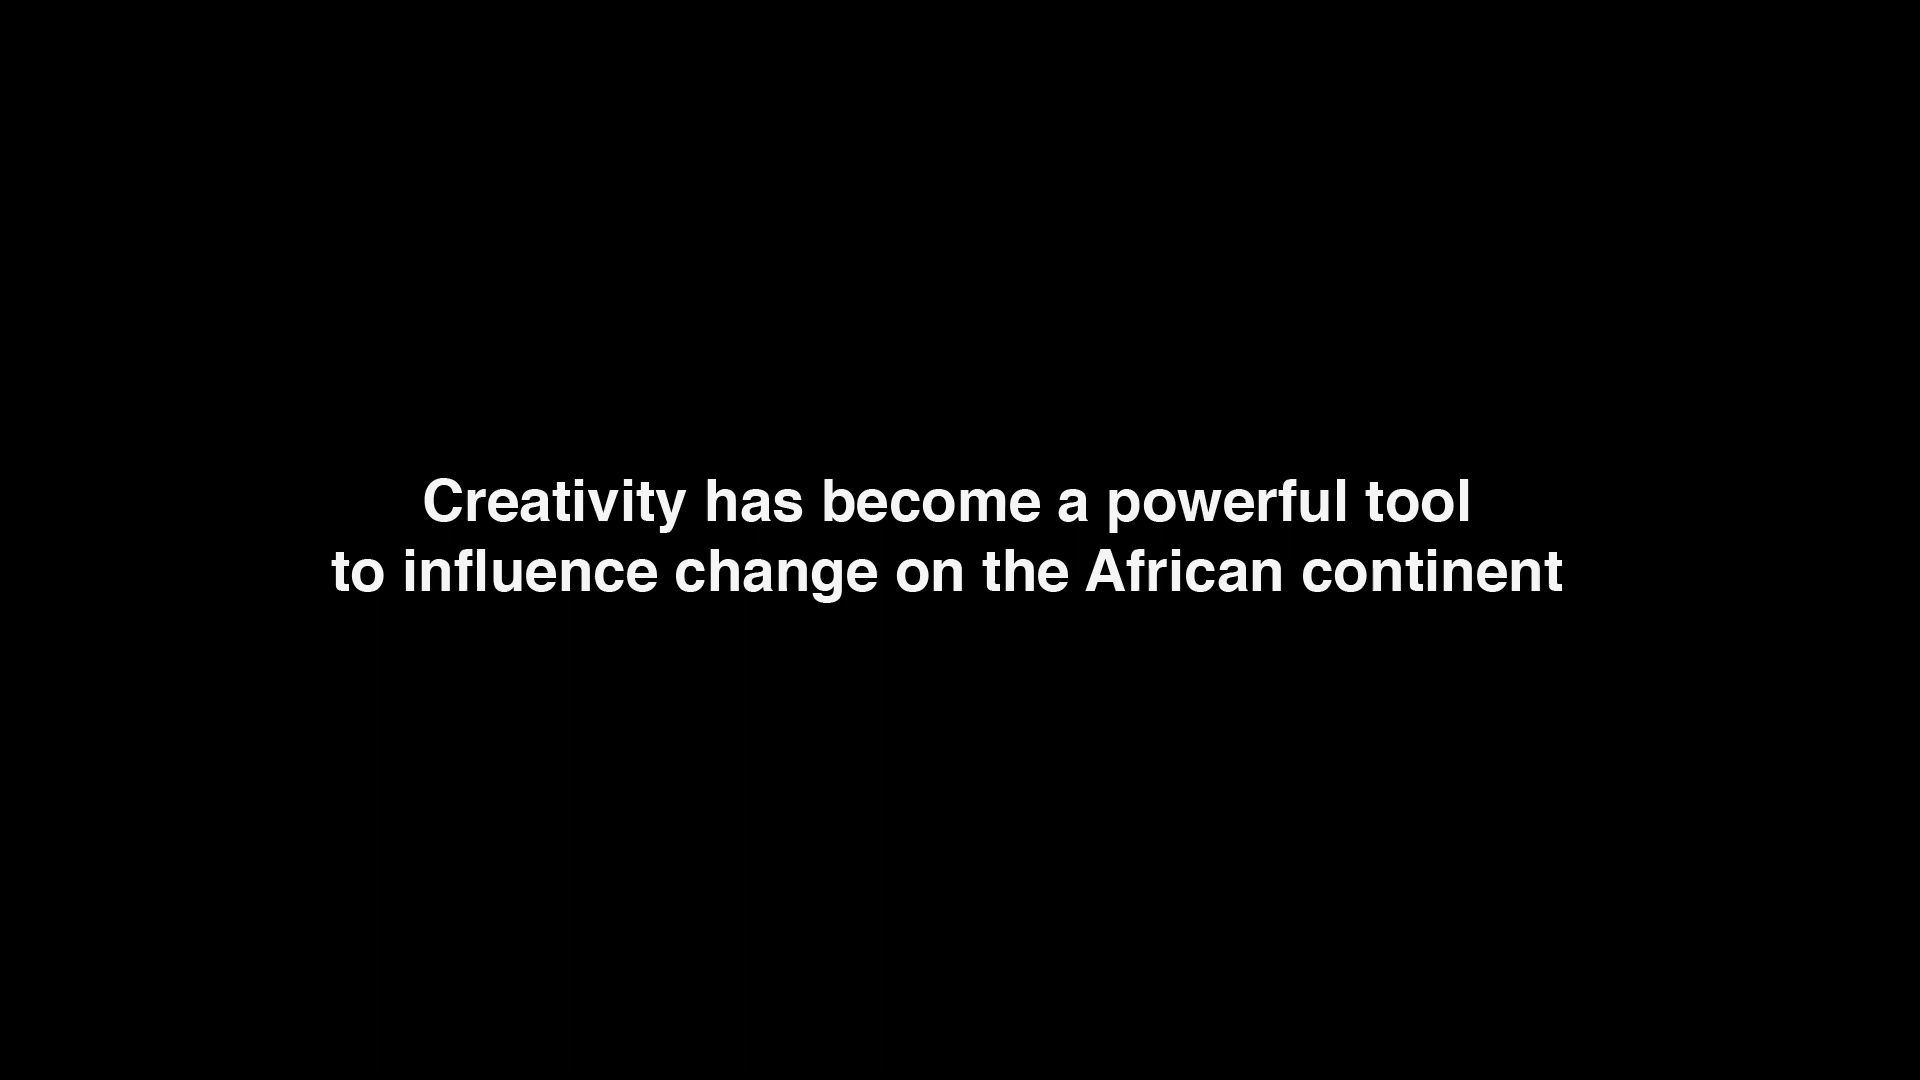 Creativity has become a powerful tool
to influence change on the African continent